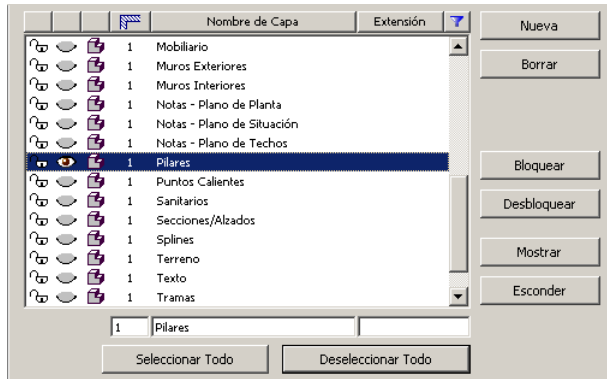 Nombre de Capa Extensión Nueva
1 Mobiliario
1 Muros Exteriores Borrar
1 Muros Interiores
1 Notas - Plano de Planta
1 Notas - Plano de Situación
1 Notas - Plano de Techos
1 Pilares Bloquear
1 Puntos Calientes
1 Sanitarios Desbloquear
1 Secciones/Alzados
1 Splines Mostrar
1 Terreno
1 Texto Esconder
1 Tramas
1 Pilares
Seleccionar Todo Deseleccionar Todo